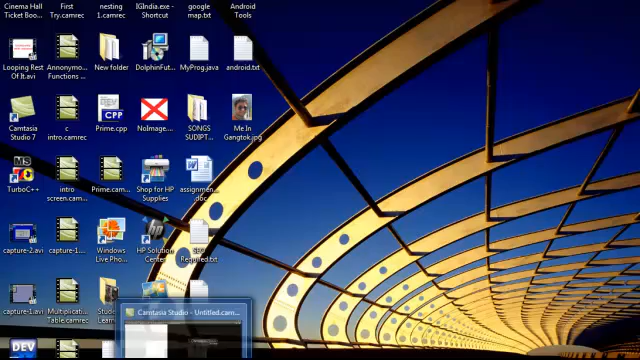 Cinema Hall
Ticket Boo...
First
Try.camrec
nesting
1.camrec
IGIndia.exe -
Shortcut
google
map.txt
Android
Tools
Looping Rest
Of It.avi
Annonymo...
Functions ...
New folder
DolphinFut...
MyProg.java
android.txt
Camtasia
Studio 7
c
intro.camrec
DEV
CPP
Prime.cpp
NoImage....
SONGS
SUDIPT...
Me.In
Gangtok.jpg
MS
TurboC++
intro
screen.cam...
Prime.cam...
Shop for HP
Supplies
assignment...
.doc
capture-2.avi
capture-1....
Windows
Live Pho...
HP Solution
Center
Required.txt
capture-1.avi
Multiplicati...
Table.camrec
Camtasia Studio - Untitled.cam...
DEV